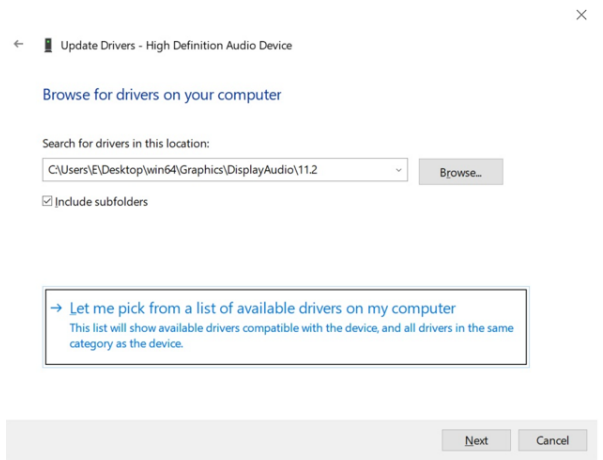 Update Drivers - High Definition Audio Device
Browse for drivers on your computer
Search for drivers in this location:
C:\Users\E\Desktop\win64\Graphics\DisplayAudio\11.2
Browse...
Include subfolders
Let me pick from a list of available drivers on my computer
This list will show available drivers compatible with the device, and all drivers in the same
category as the device.
Next
Cancel